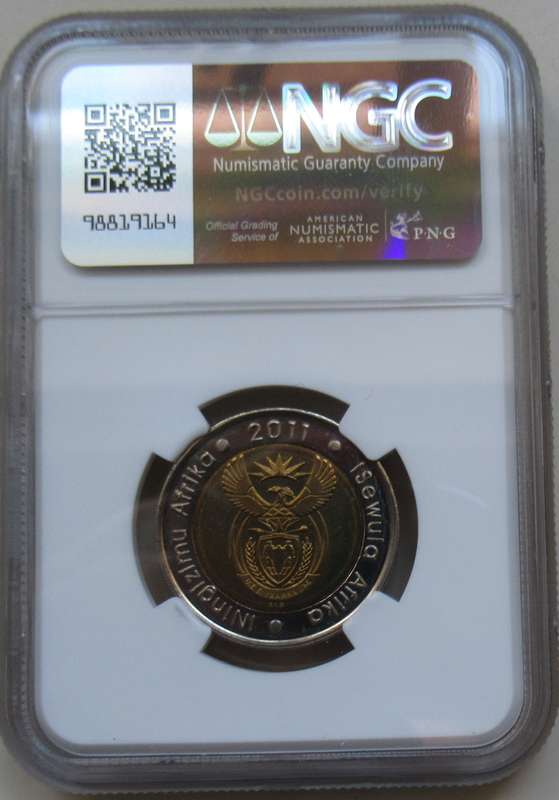 NGC
Numismatic Guaranty Company
NGCcoin.com/verify
98819164
Official Grading
Service of
AMERICAN
NUMISMATIC
ASSOCIATION
P·N·G
iNingizimu Afrika • 2011 • iSewula Afrika •